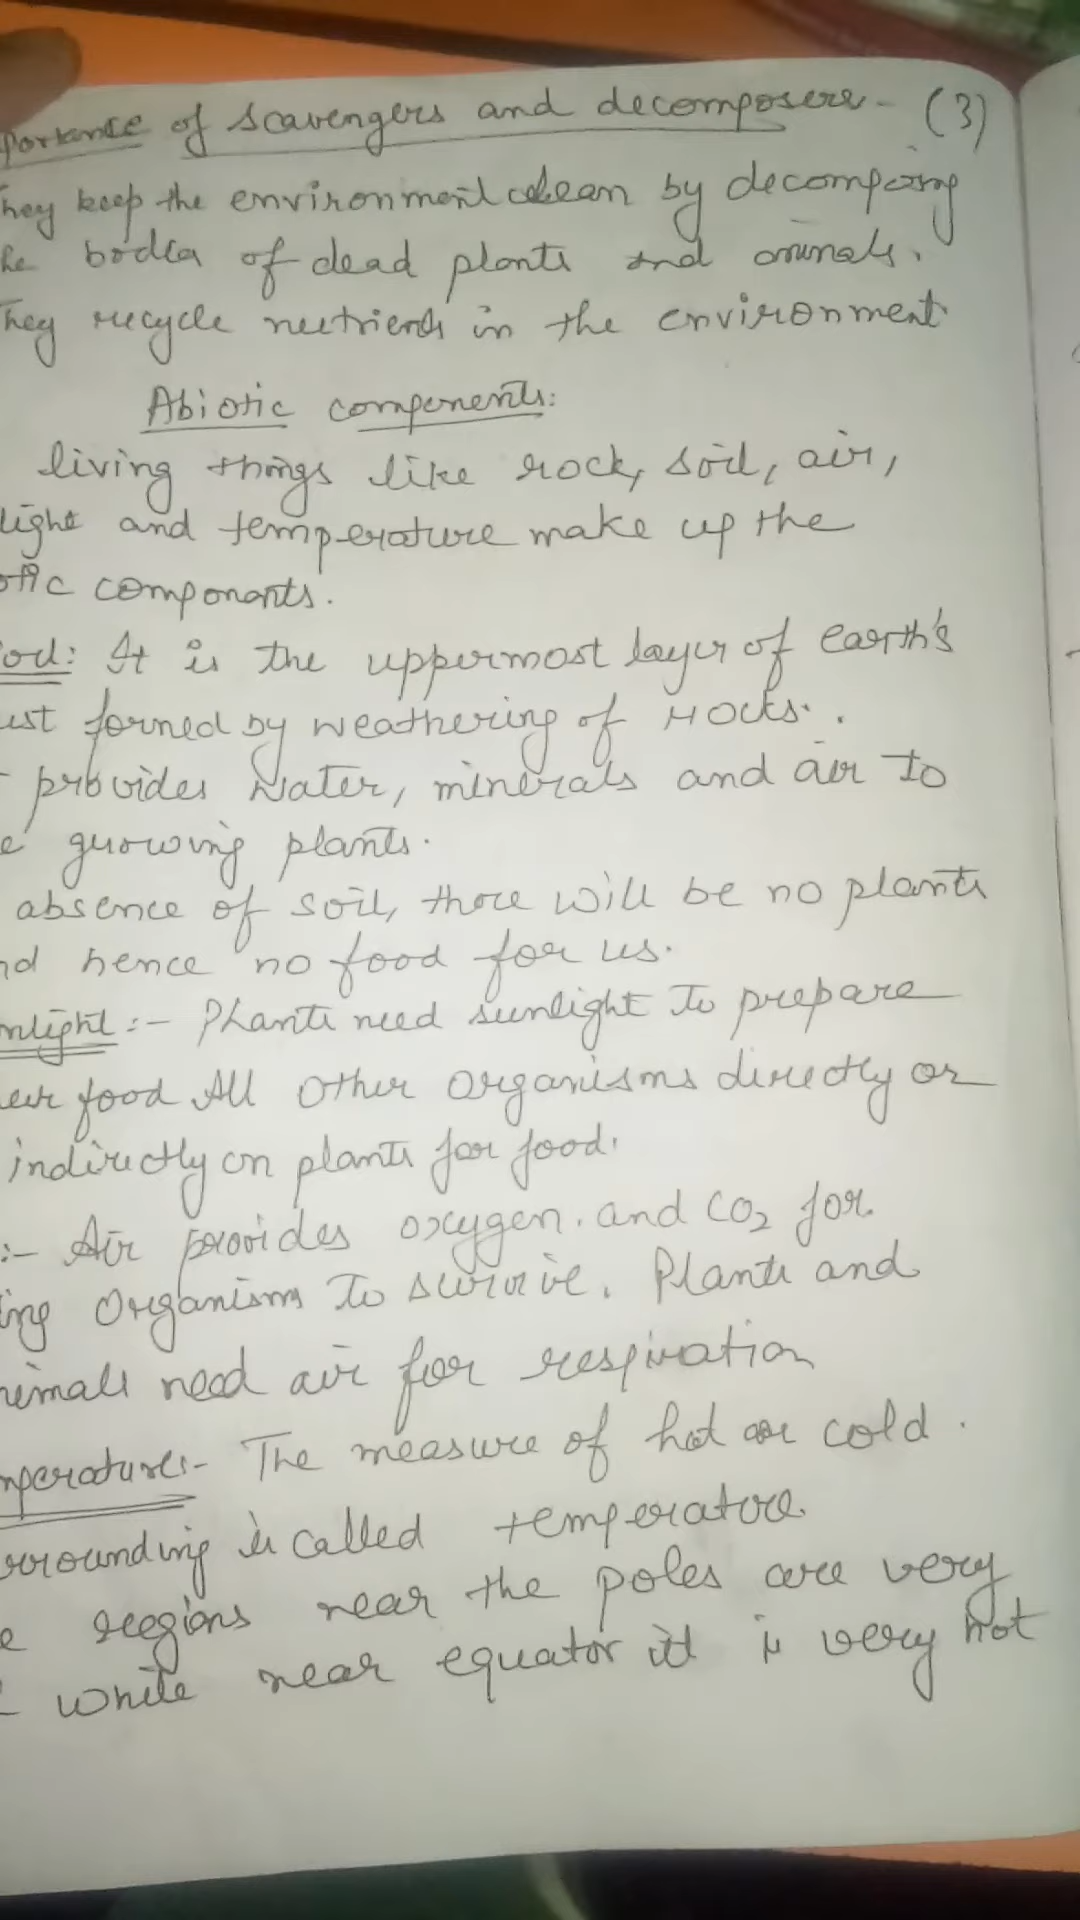 portance of scavengers and decomposers - (3)
They keep the environment clean by decomposing
he bodies of dead plants and animals.
They recycle nutrients in the environment
Abiotic components:
living things like rock, soil, air,
light and temperature make up the
otic components.
oil: It is the uppermost layer of earth's
ust formed by weathering of rocks.
provides water, minerals and air to
e growing plants.
absence of soil, there will be no plants
nd hence no food for us.
nlight :- Plants need sunlight to prepare
eir food All other organisms directly or
indirectly on plants for food.
:- Air provides oxygen and CO2 for
ing organisms to survive. Plants and
nimals need air for respiration
mperature:- The measure of hot or cold
urrounding is called temperature.
e regions near the poles are very
while near equator it is very hot